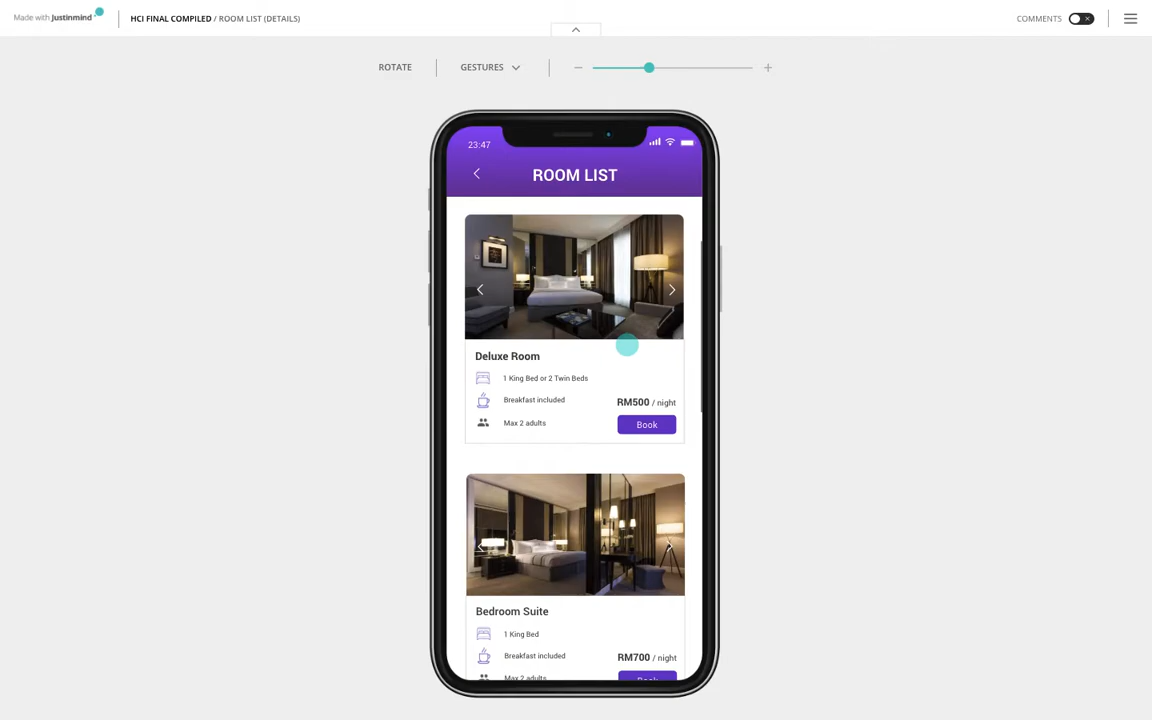 Made with Justinmind
HCI FINAL COMPILED / ROOM LIST (DETAILS)
COMMENTS
ROTATE
GESTURES
23:47
ROOM LIST
Deluxe Room
1 King Bed or 2 Twin Beds
Breakfast included
RM500 / night
Max 2 adults
Book
Bedroom Suite
1 King Bed
Breakfast included
RM700 / night
Max 2 adults
Book